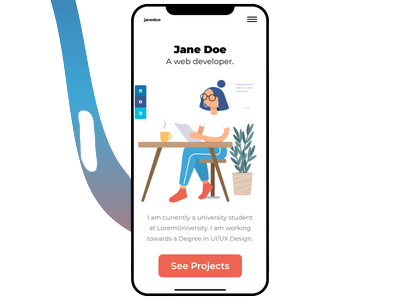 janedoe
Jane Doe
A web developer.
I am currently a university student
at LoremUniversity. I am working
towards a Degree in UI/UX Design.
See Projects